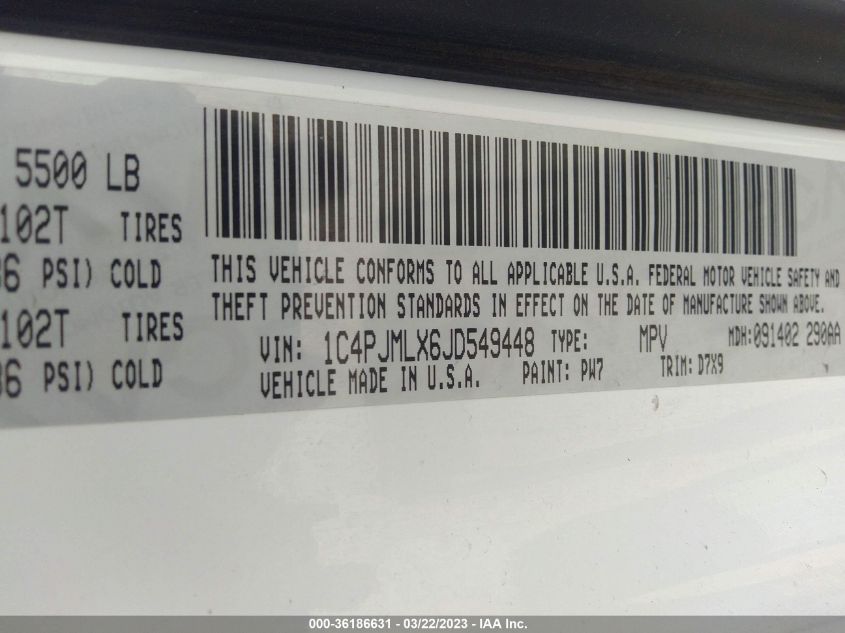 5500 LB
102T TIRES
36 PSI) COLD
102T TIRES
36 PSI) COLD
THIS VEHICLE CONFORMS TO ALL APPLICABLE U.S.A. FEDERAL MOTOR VEHICLE SAFETY AND
THEFT PREVENTION STANDARDS IN EFFECT ON THE DATE OF MANUFACTURE SHOWN ABOVE.
VIN: 1C4PJMLX6JD549448 TYPE: MPV MDH:091402 290AA
VEHICLE MADE IN U.S.A. PAINT: PW7 TRIM: D7X9
000-36186631 - 03/22/2023 - IAA Inc.